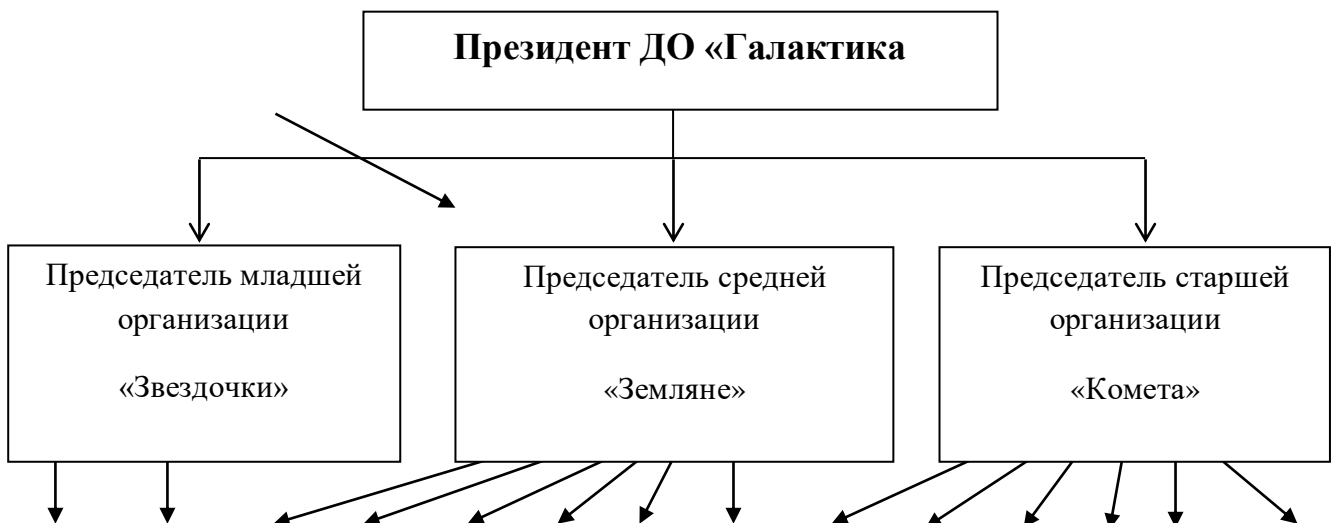 Президент ДО «Галактика
Председатель младшей
организации
«Звездочки»
Председатель средней
организации
«Земляне»
Председатель старшей
организации
«Комета»